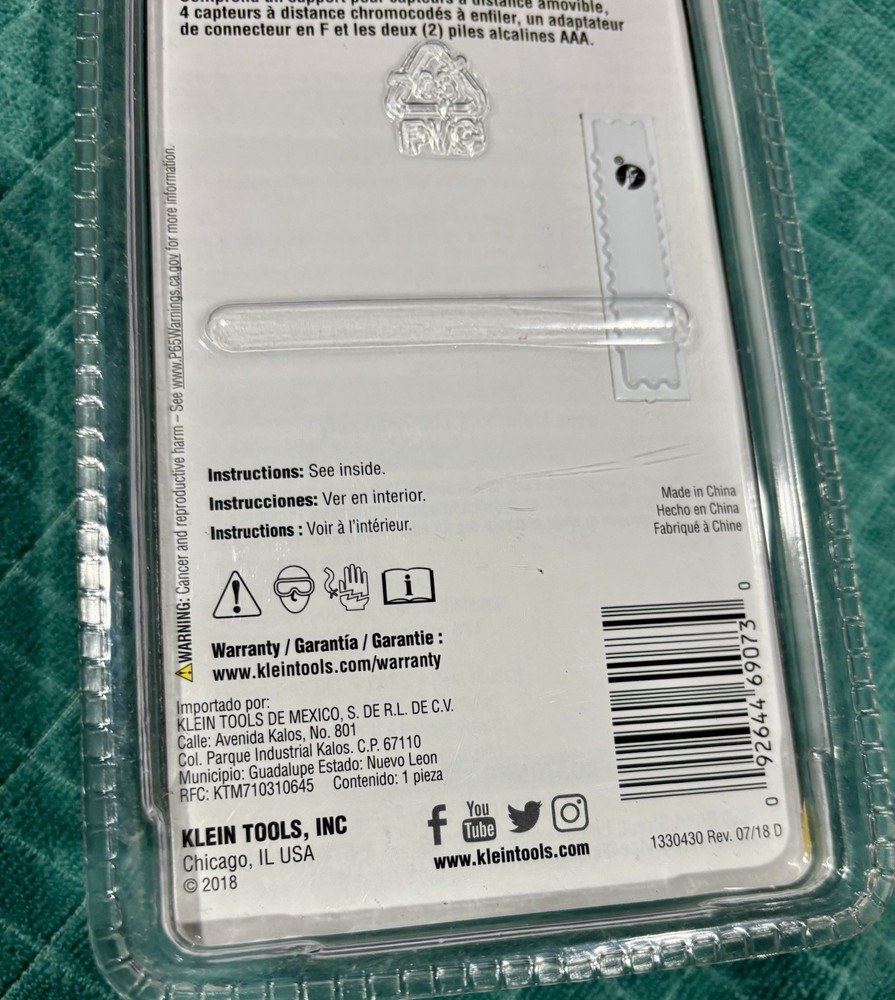 à distance amovible,
4 capteurs à distance chromocodés à enfiler, un adaptateur
de connecteur en F et les deux (2) piles alcalines AAA.
PVC
WARNING: Cancer and reproductive harm – See www.P65Warnings.ca.gov for more information.
Instructions: See inside.
Instrucciones: Ver en interior.
Instructions : Voir à l'intérieur.
Made in China
Hecho en China
Fabriqué à Chine
Warranty / Garantía / Garantie :
www.kleintools.com/warranty
Importado por:
KLEIN TOOLS DE MEXICO, S. DE R.L. DE C.V.
Calle: Avenida Kalos, No. 801
Col. Parque Industrial Kalos. C.P. 67110
Municipio: Guadalupe Estado: Nuevo Leon
RFC: KTM710310645 Contenido: 1 pieza
0 92644 69073 0
KLEIN TOOLS, INC
Chicago, IL USA
© 2018
You
Tube
www.kleintools.com
1330430 Rev. 07/18 D